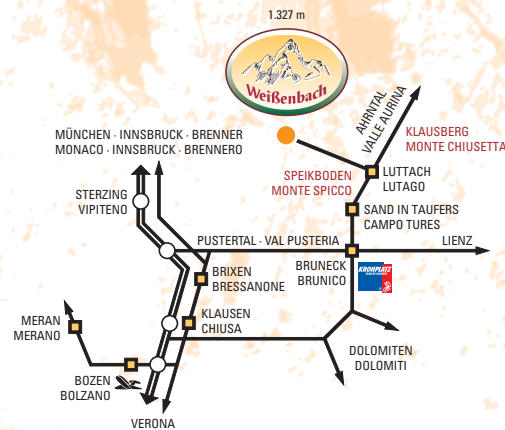 1.327 m
Weißenbach
AHRNTAL
VALLE AURINA
KLAUSBERG
MONTE CHIUSETTA
MÜNCHEN · INNSBRUCK · BRENNER
MONACO · INNSBRUCK · BRENNERO
SPEIKBODEN
MONTE SPICCO
LUTTACH
LUTAGO
STERZING
VIPITENO
SAND IN TAUFERS
CAMPO TURES
PUSTERTAL · VAL PUSTERIA
LIENZ
BRUNECK
BRUNICO
KRONPLATZ
BRIXEN
BRESSANONE
MERAN
MERANO
KLAUSEN
CHIUSA
DOLOMITEN
DOLOMITI
BOZEN
BOLZANO
VERONA